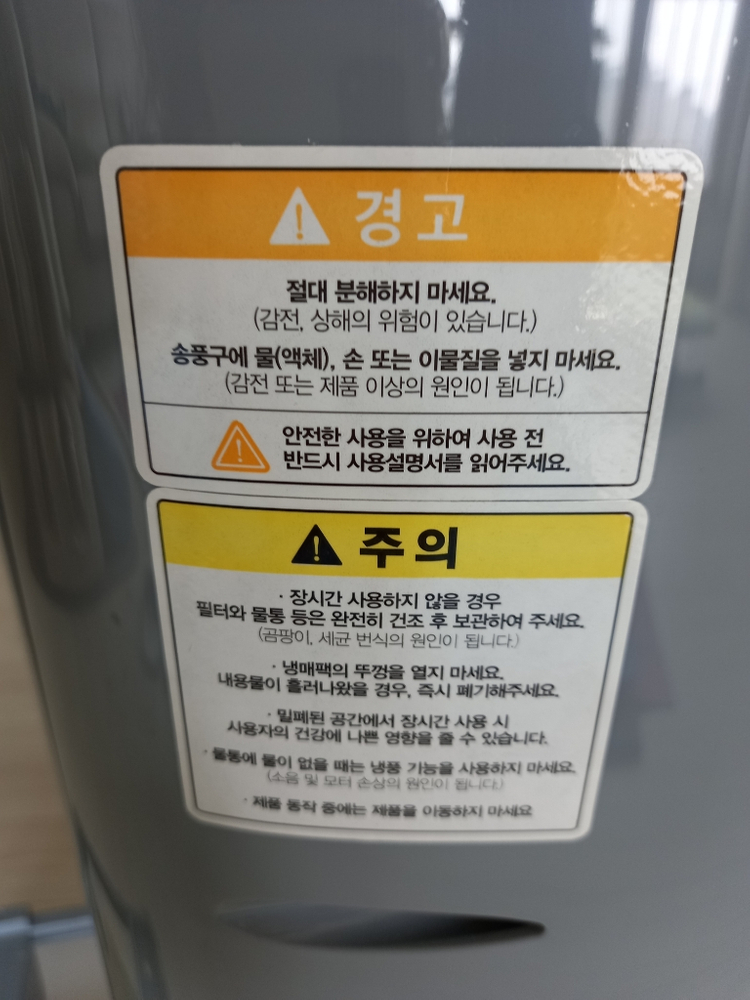 경고
절대 분해하지 마세요.
(감전, 상해의 위험이 있습니다.)
송풍구에 물(액체), 손 또는 이물질을 넣지 마세요.
(감전 또는 제품 이상의 원인이 됩니다.)
안전한 사용을 위하여 사용 전
반드시 사용설명서를 읽어주세요.
주의
· 장시간 사용하지 않을 경우
필터와 물통 등은 완전히 건조 후 보관하여 주세요.
(곰팡이, 세균 번식의 원인이 됩니다.)
· 냉매팩의 뚜껑을 열지 마세요.
내용물이 흘러나왔을 경우, 즉시 폐기해주세요.
· 밀폐된 공간에서 장시간 사용 시
사용자의 건강에 나쁜 영향을 줄 수 있습니다.
· 물통에 물이 없을 때는 냉풍 기능을 사용하지 마세요.
(소음 및 모터 손상의 원인이 됩니다.)
· 제품 동작 중에는 제품을 이동하지 마세요